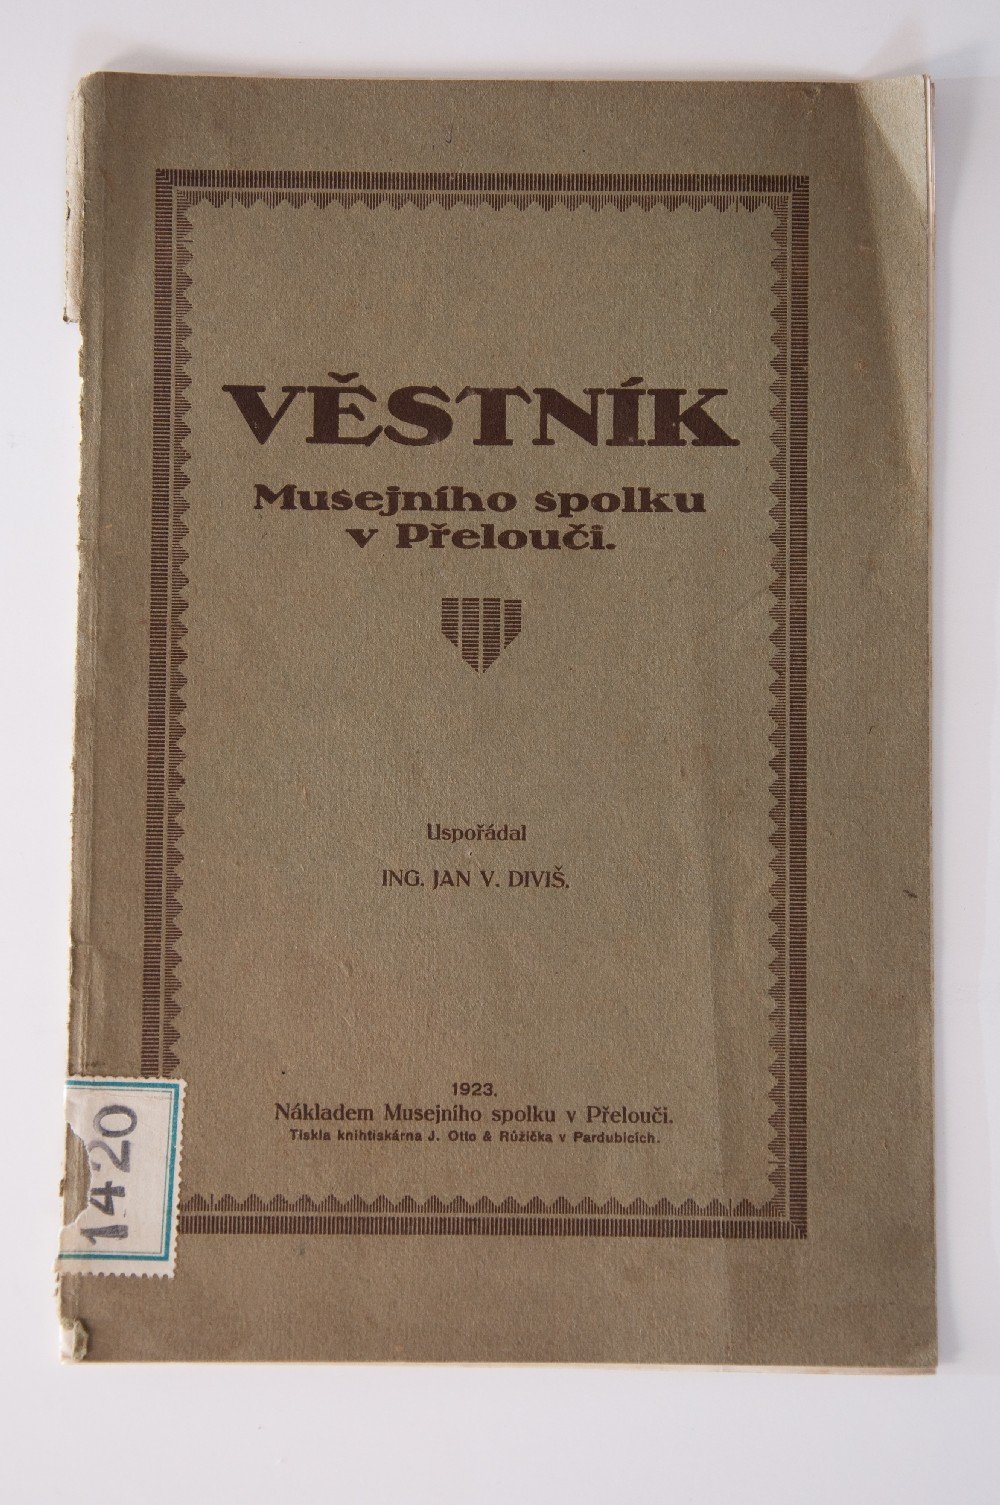 VĚSTNÍK
Musejního spolku
v Přelouči.
Uspořádal
ING. JAN V. DIVIŠ.
1923.
Nákladem Musejního spolku v Přelouči.
Tiskla knihtiskárna J. Otto & Růžička v Pardubicích.
1420